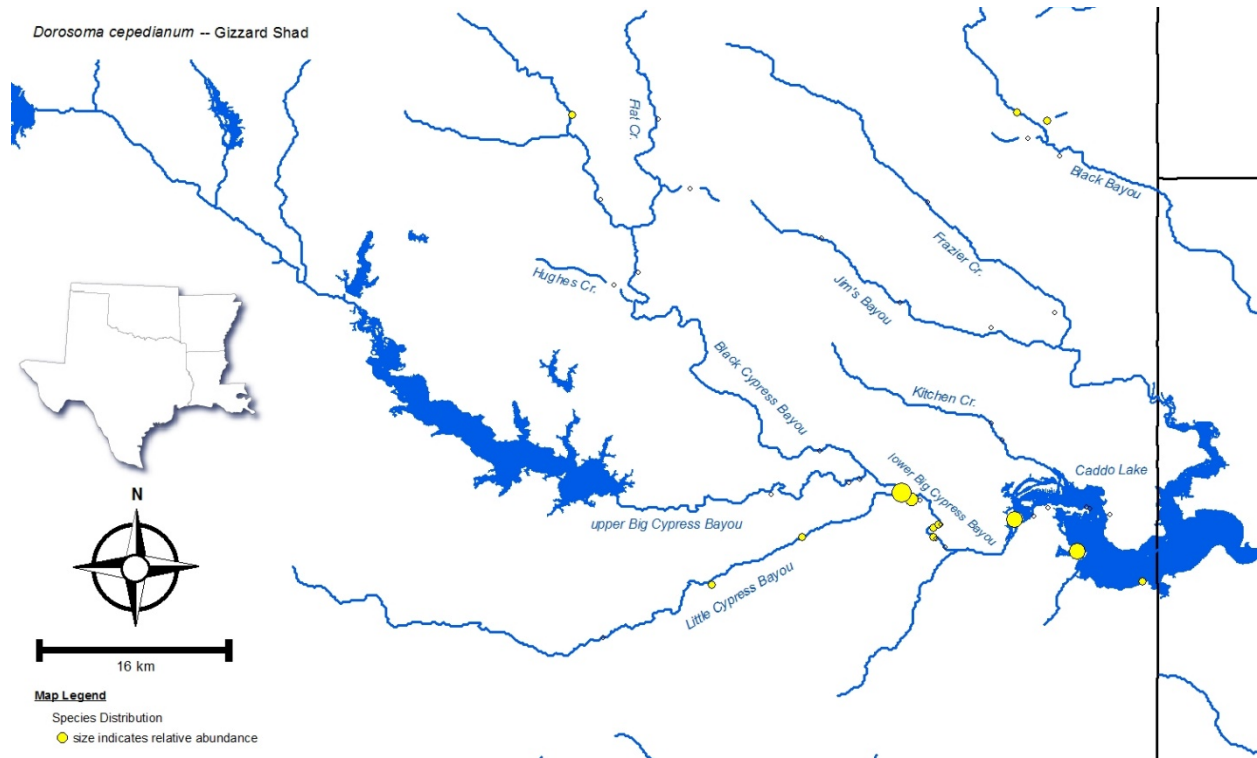 Dorosoma cepedianum -- Gizzard Shad
Flat Cr.
Black Bayou
Frazier Cr.
Hughes Cr.
Jim's Bayou
Black Cypress Bayou
Kitchen Cr.
lower Big Cypress Bayou
Caddo Lake
upper Big Cypress Bayou
Little Cypress Bayou
N
16 km
Map Legend
Species Distribution
size indicates relative abundance